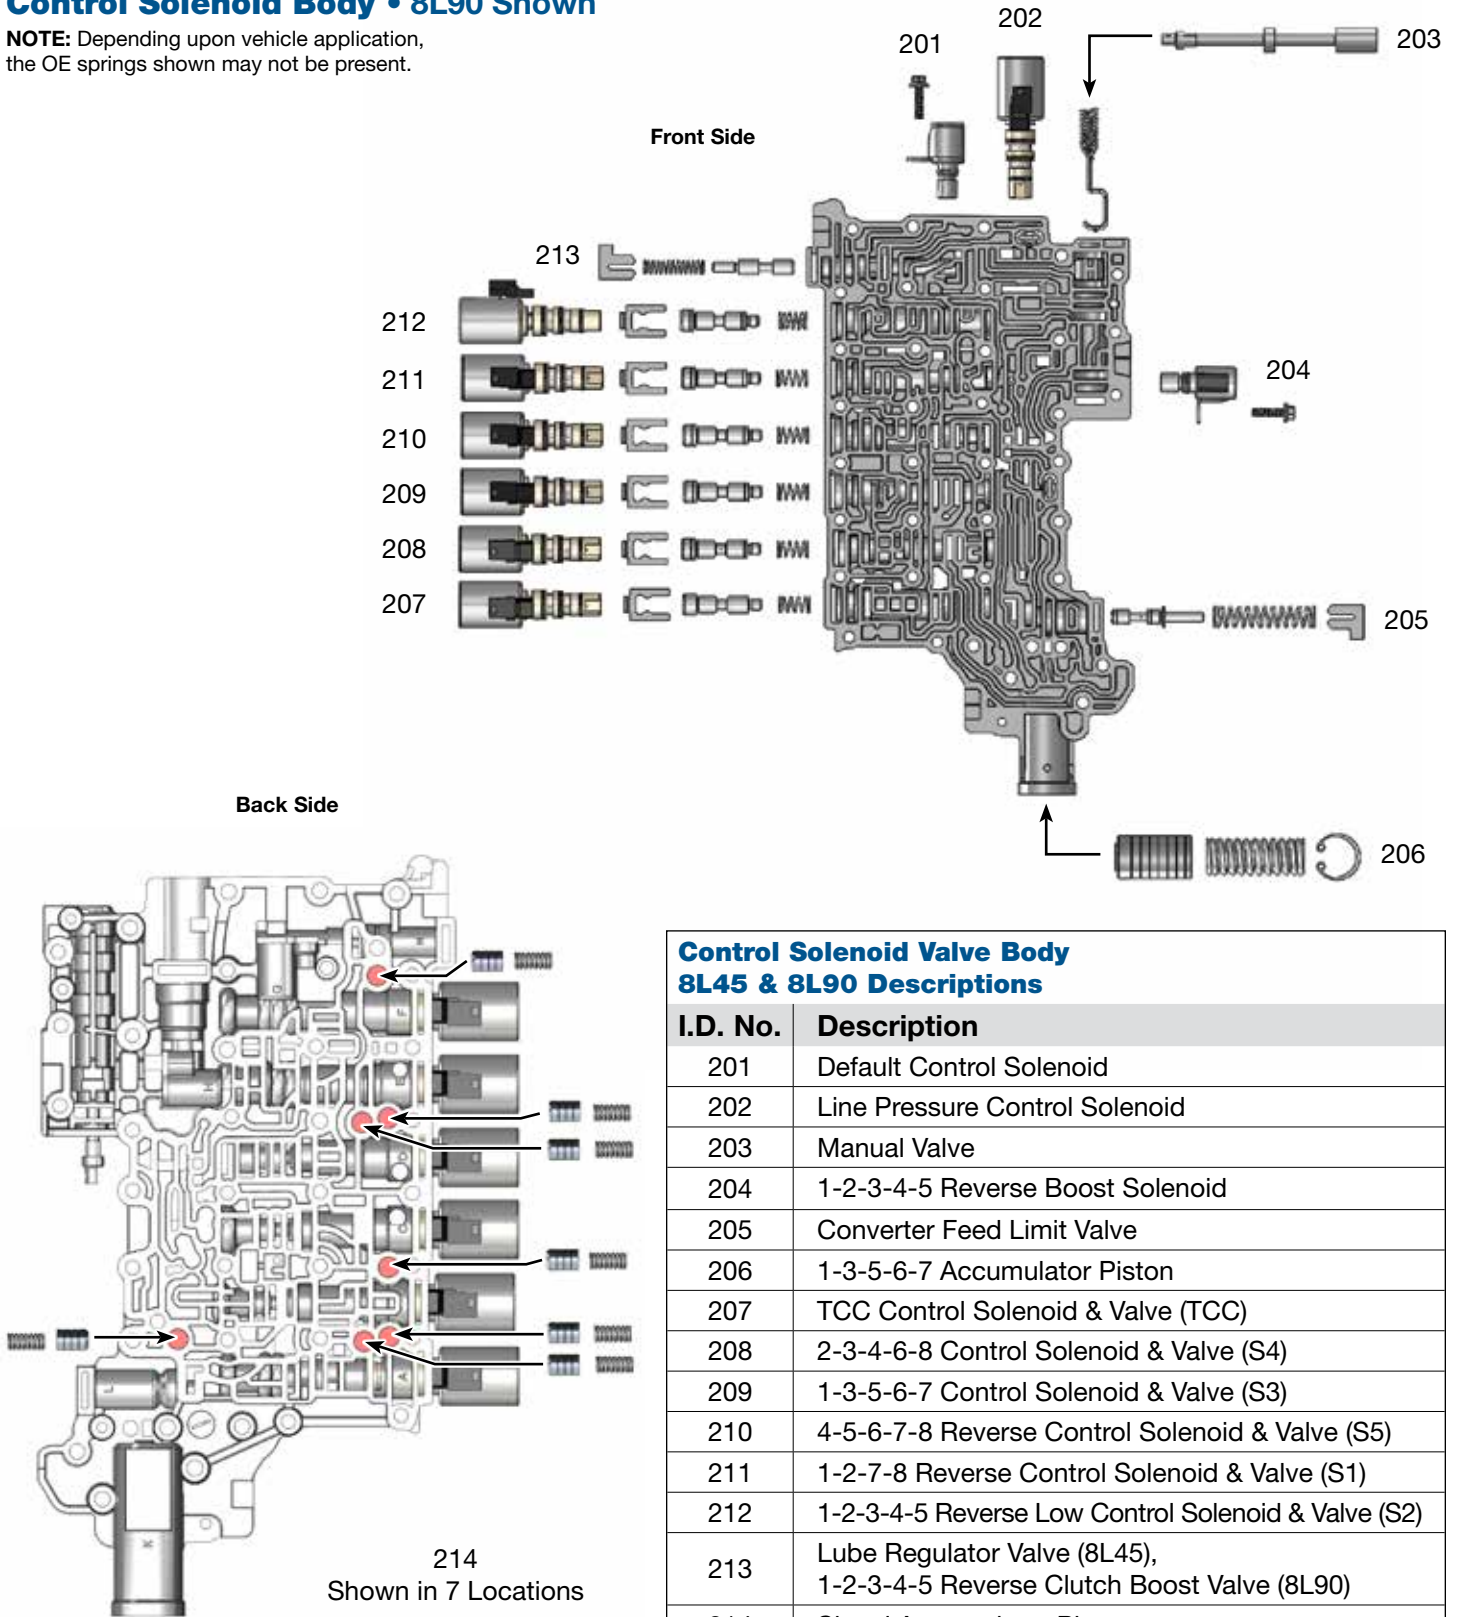 Control Solenoid Body • 8L90 Shown
NOTE: Depending upon vehicle application,
the OE springs shown may not be present.
Front Side
201
202
203
213
212
211
210
209
208
207
204
205
206
Back Side
214
Shown in 7 Locations
Control Solenoid Valve Body
8L45 & 8L90 Descriptions
I.D. No. Description
201 Default Control Solenoid
202 Line Pressure Control Solenoid
203 Manual Valve
204 1-2-3-4-5 Reverse Boost Solenoid
205 Converter Feed Limit Valve
206 1-3-5-6-7 Accumulator Piston
207 TCC Control Solenoid & Valve (TCC)
208 2-3-4-6-8 Control Solenoid & Valve (S4)
209 1-3-5-6-7 Control Solenoid & Valve (S3)
210 4-5-6-7-8 Reverse Control Solenoid & Valve (S5)
211 1-2-7-8 Reverse Control Solenoid & Valve (S1)
212 1-2-3-4-5 Reverse Low Control Solenoid & Valve (S2)
213 Lube Regulator Valve (8L45),
1-2-3-4-5 Reverse Clutch Boost Valve (8L90)